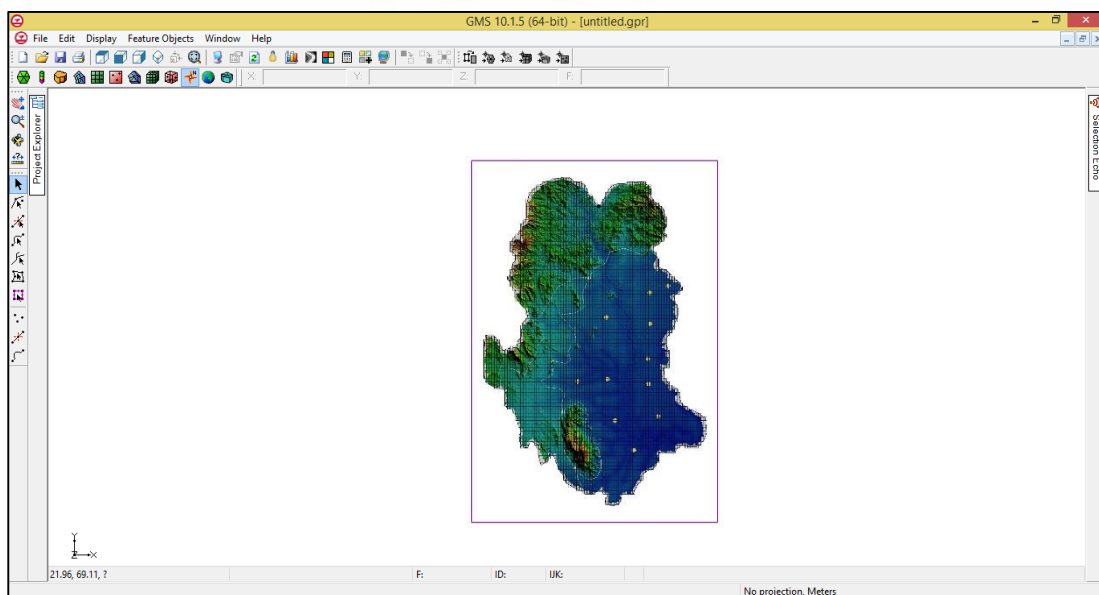 GMS 10.1.5 (64-bit) - [untitled.gpr]
File Edit Display Feature Objects Window Help
X: Y: Z: F:
Project Explorer
Selection Echo
Y
Z X
21.96, 69.11, ? F: ID: IJK:
No projection, Meters